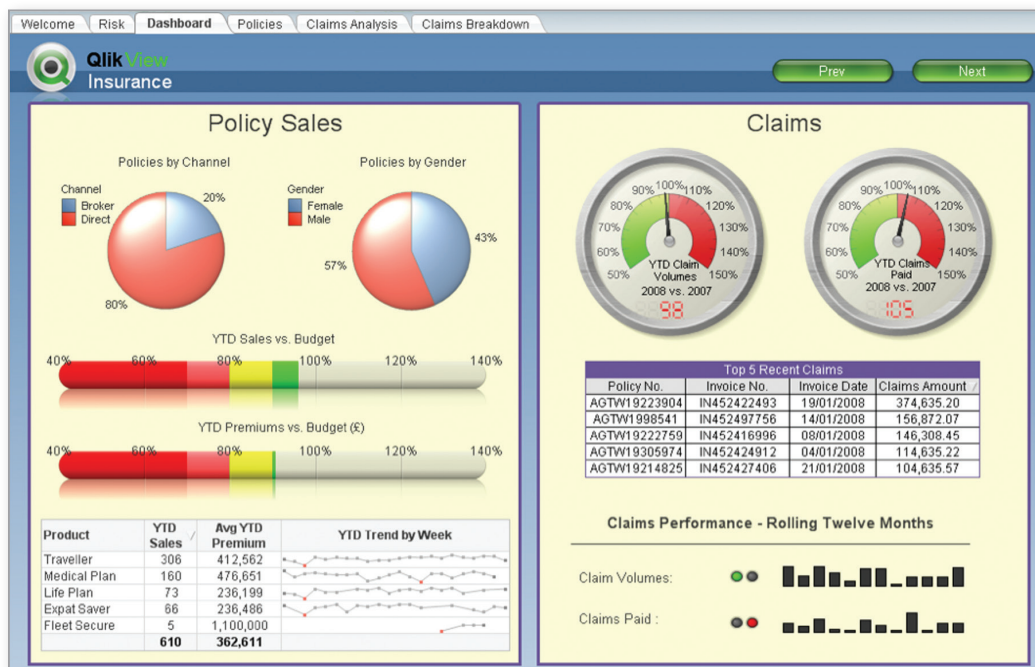 Welcome Risk Dashboard Policies Claims Analysis Claims Breakdown
QlikView
Insurance
Prev Next
Policy Sales
Policies by Channel
Policies by Gender
Channel
Broker
Direct
20%
80%
Gender
Female
Male
43%
57%
YTD Sales vs. Budget
40% 60% 80% 100% 120% 140%
YTD Premiums vs. Budget (£)
40% 60% 80% 100% 120% 140%
Product YTD Sales Avg YTD Premium YTD Trend by Week
Traveller 306 412,562
Medical Plan 160 476,651
Life Plan 73 236,199
Expat Saver 66 236,486
Fleet Secure 5 1,100,000
610 362,611
Claims
50% 60% 70% 80% 90% 100% 110% 120% 130% 140% 150%
YTD Claim
Volumes
2008 vs. 2007
98
50% 60% 70% 80% 90% 100% 110% 120% 130% 140% 150%
YTD Claims
Paid
2008 vs. 2007
105
Top 5 Recent Claims
Policy No. Invoice No. Invoice Date Claims Amount
AGTW19223904 IN452422493 19/01/2008 374,635.20
AGTW1998541 IN452497756 14/01/2008 156,872.07
AGTW19222759 IN452416996 08/01/2008 146,308.45
AGTW19305974 IN452424912 04/01/2008 114,635.22
AGTW19214825 IN452427406 21/01/2008 104,635.57
Claims Performance - Rolling Twelve Months
Claim Volumes:
Claims Paid :